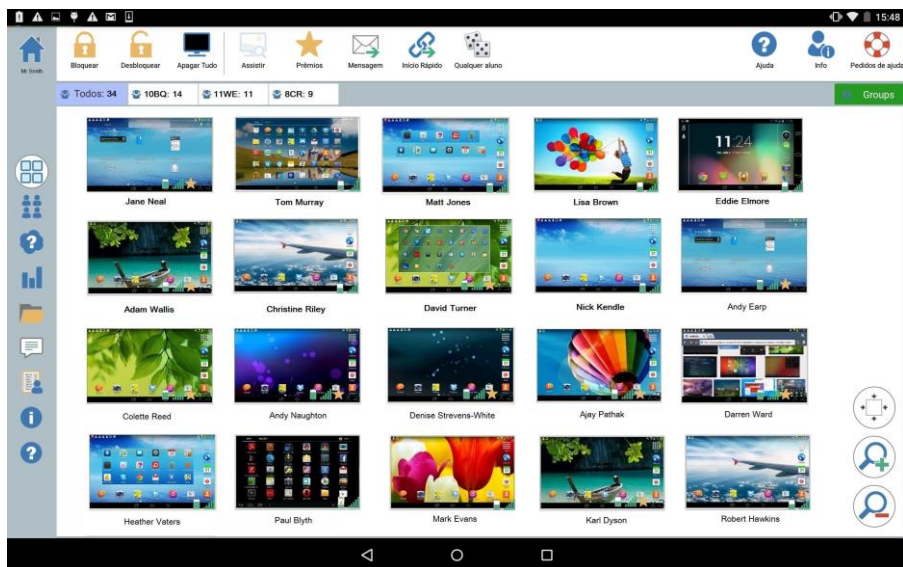 15:48
Mr Smith
Bloquear
Desbloquear
Apagar Tudo
Assistir
Prêmios
Mensagem
Início Rápido
Qualquer aluno
Ajuda
Info
Pedidos de ajuda
Todos: 34
10BQ: 14
11WE: 11
8CR: 9
Groups
11:24
Jane Neal
Tom Murray
Matt Jones
Lisa Brown
Eddie Elmore
Adam Wallis
Christine Riley
David Turner
Nick Kendle
Andy Earp
Colette Reed
Andy Naughton
Denise Strevens-White
Ajay Pathak
Darren Ward
Heather Vaters
Paul Blyth
Mark Evans
Karl Dyson
Robert Hawkins